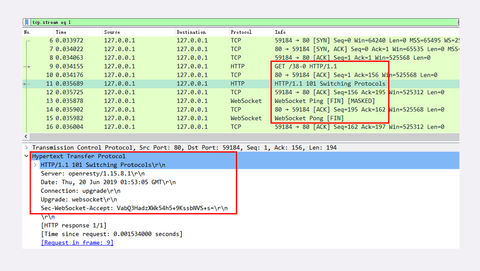 tcp.stream eq 1
No. Time Source Destination Protocol Info
6 0.033972 127.0.0.1 127.0.0.1 TCP 59184 → 80 [SYN] Seq=0 Win=64240 Len=0 MSS=65495 WS=2
7 0.034022 127.0.0.1 127.0.0.1 TCP 80 → 59184 [SYN, ACK] Seq=0 Ack=1 Win=65535 Len=0 MSS
8 0.034063 127.0.0.1 127.0.0.1 TCP 59184 → 80 [ACK] Seq=1 Ack=1 Win=525568 Len=0
9 0.034155 127.0.0.1 127.0.0.1 HTTP GET /38-0 HTTP/1.1
10 0.034176 127.0.0.1 127.0.0.1 TCP 80 → 59184 [ACK] Seq=1 Ack=156 Win=525568 Len=0
11 0.035689 127.0.0.1 127.0.0.1 HTTP HTTP/1.1 101 Switching Protocols
12 0.035715 127.0.0.1 127.0.0.1 TCP 59184 → 80 [ACK] Seq=156 Ack=195 Win=525312 Len=0
13 0.035878 127.0.0.1 127.0.0.1 WebSocket WebSocket Ping [FIN] [MASKED]
14 0.035902 127.0.0.1 127.0.0.1 TCP 80 → 59184 [ACK] Seq=195 Ack=162 Win=525568 Len=0
15 0.035982 127.0.0.1 127.0.0.1 WebSocket WebSocket Pong [FIN]
16 0.036004 127.0.0.1 127.0.0.1 TCP 59184 → 80 [ACK] Seq=162 Ack=197 Win=525312 Len=0
Transmission Control Protocol, Src Port: 80, Dst Port: 59184, Seq: 1, Ack: 156, Len: 194
Hypertext Transfer Protocol
HTTP/1.1 101 Switching Protocols\r\n
Server: openresty/1.15.8.1\r\n
Date: Thu, 20 Jun 2019 01:53:05 GMT\r\n
Connection: upgrade\r\n
Upgrade: websocket\r\n
Sec-WebSocket-Accept: VabQ3HadzXWkS4h5+9KssbNVS+s=\r\n
\r\n
[HTTP response 1/1]
[Time since request: 0.001534000 seconds]
[Request in frame: 9]